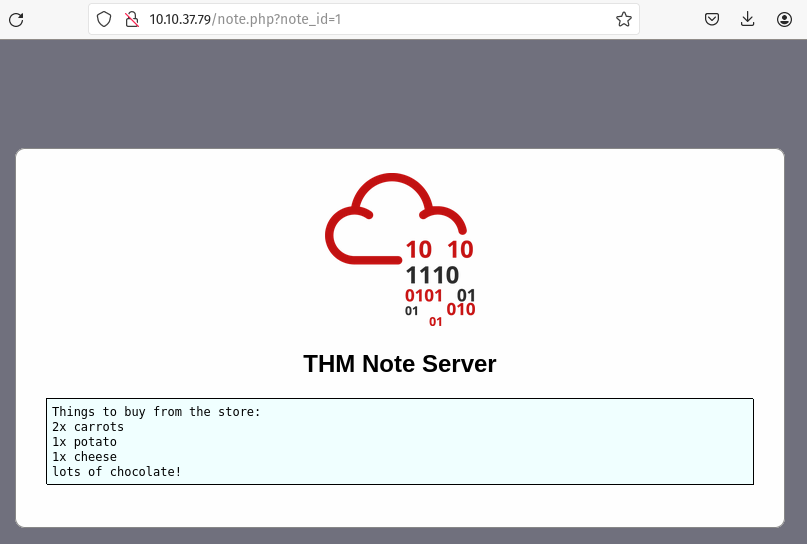 10.10.37.79/note.php?note_id=1
10 10
1110
0101 01
01 010
01
THM Note Server
Things to buy from the store:
2x carrots
1x potato
1x cheese
lots of chocolate!